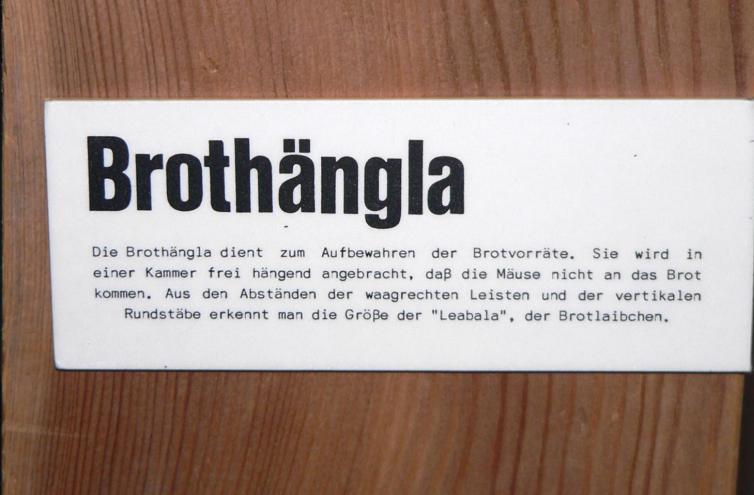 Brothängla
Die Brothängla dient zum Aufbewahren der Brotvorräte. Sie wird in
einer Kammer frei hängend angebracht, daß die Mäuse nicht an das Brot
kommen. Aus den Abständen der waagrechten Leisten und der vertikalen
Rundstäbe erkennt man die Größe der "Leabala", der Brotlaibchen.